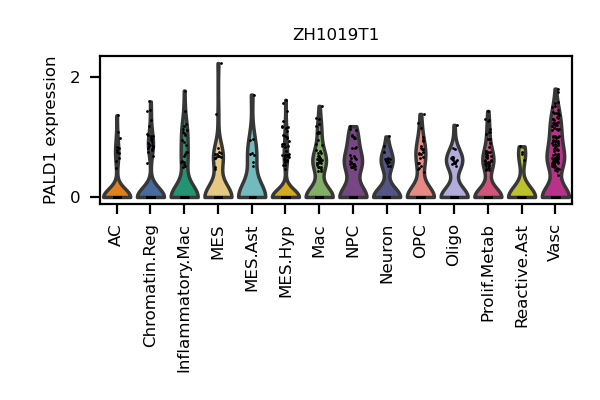 ZH1019T1
PALD1 expression
2
0
AC
Chromatin.Reg
Inflammatory.Mac
MES
MES.Ast
MES.Hyp
Mac
NPC
Neuron
OPC
Oligo
Prolif.Metab
Reactive.Ast
Vasc